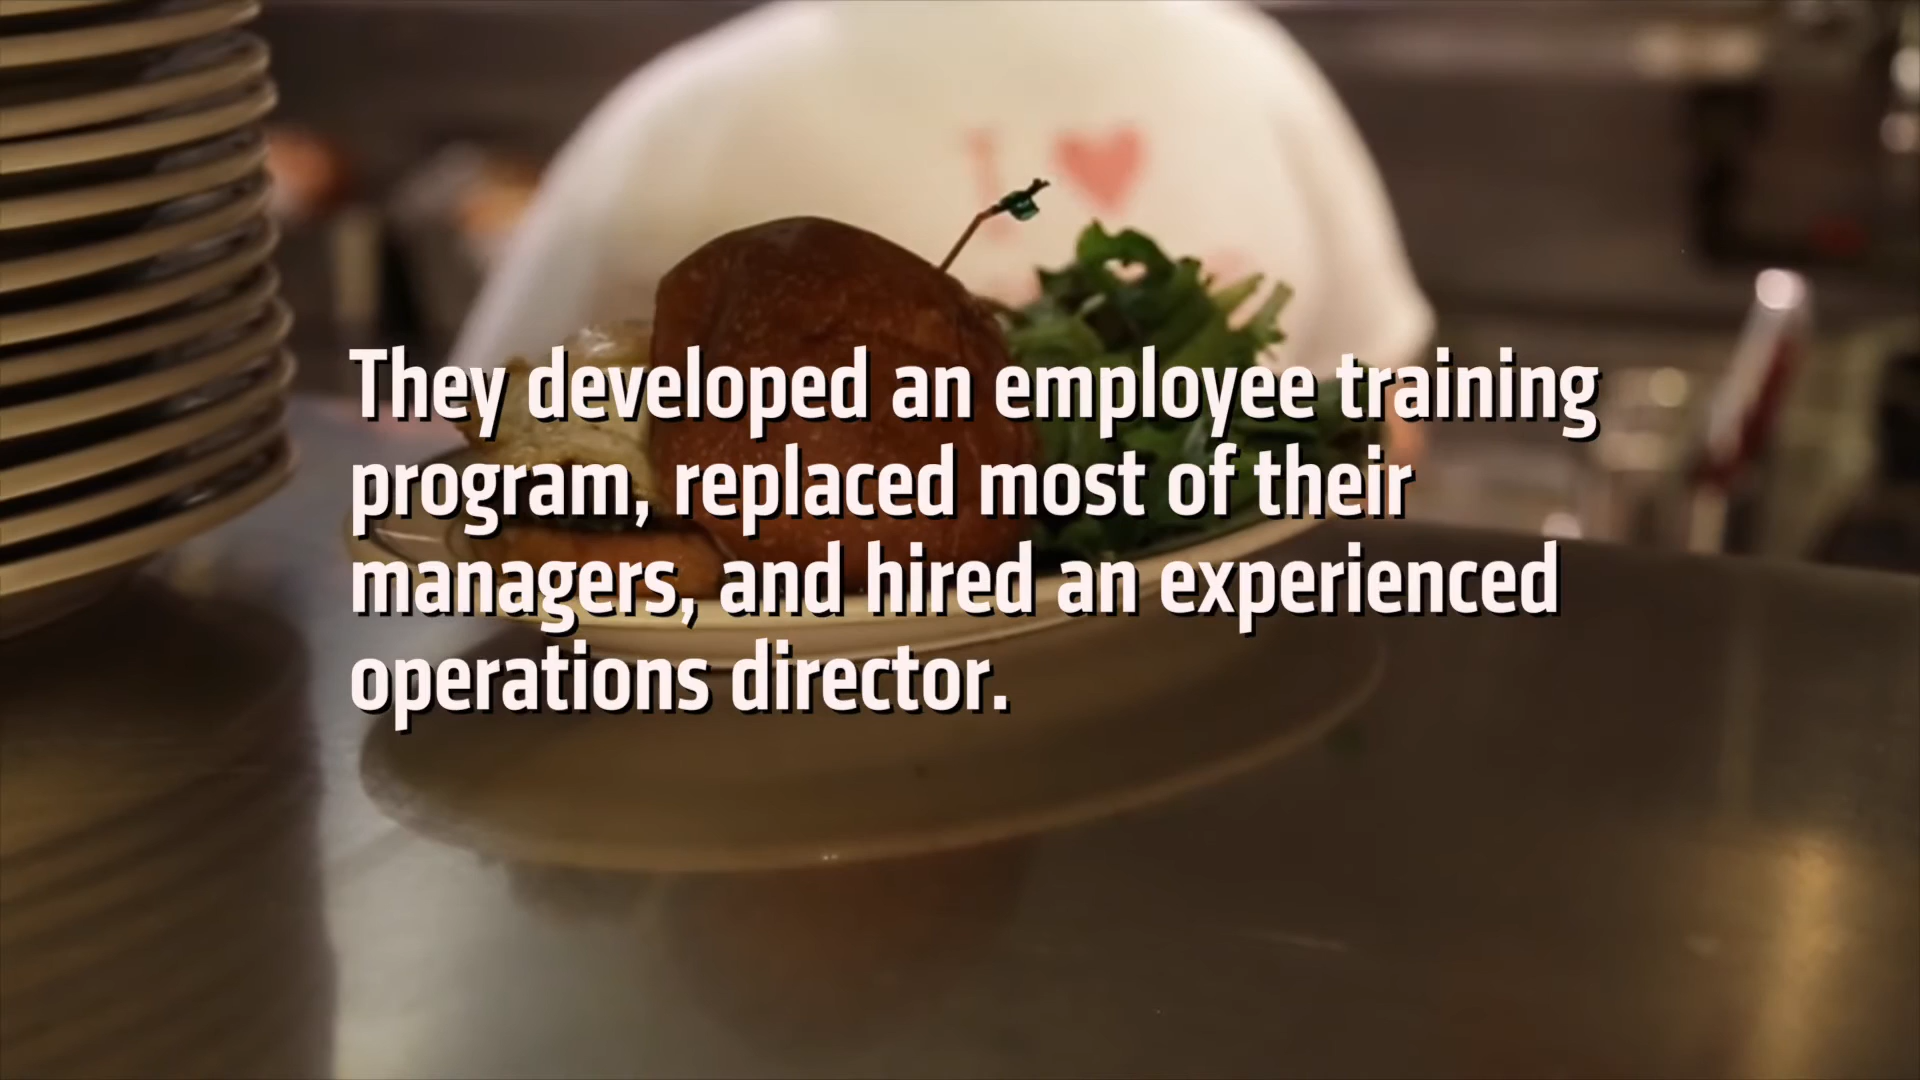 They developed an employee training
program, replaced most of their
managers, and hired an experienced
operations director.
I ♥